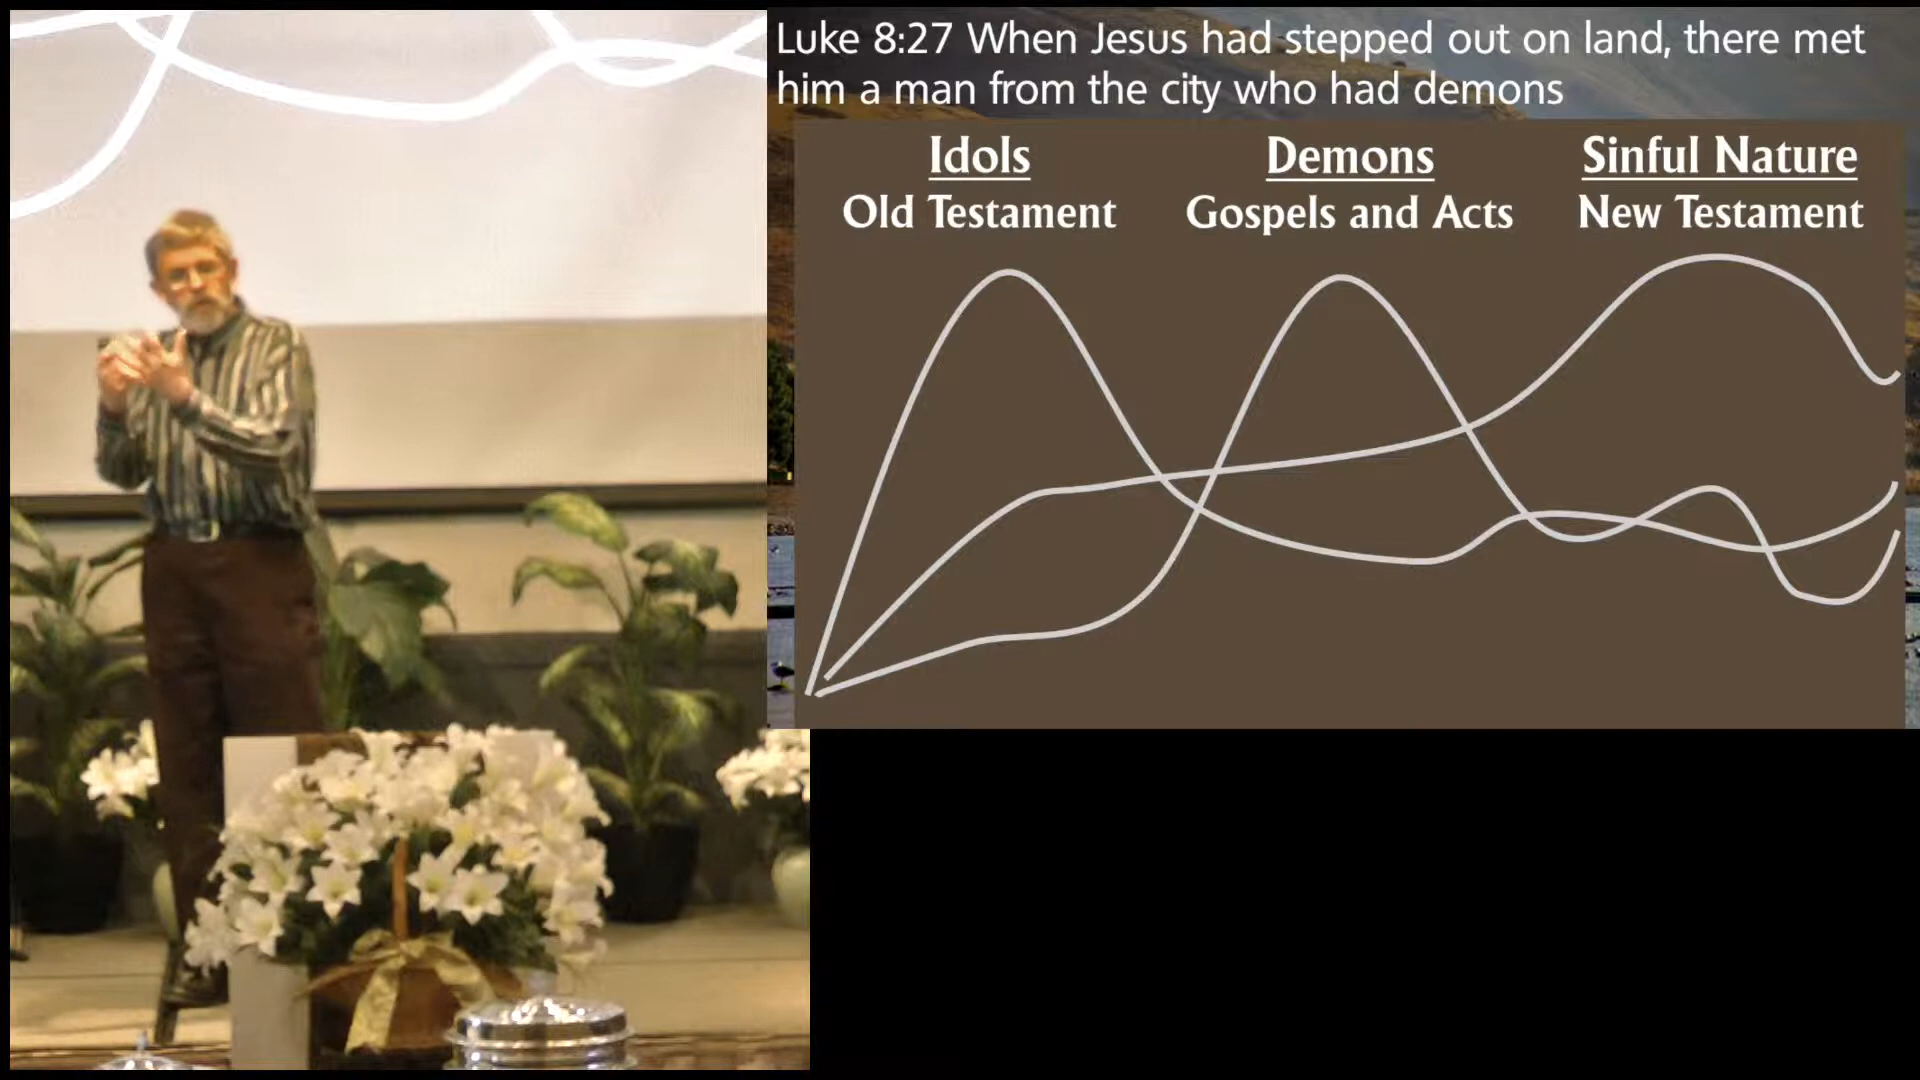 Luke 8:27 When Jesus had stepped out on land, there met
him a man from the city who had demons
Idols
Demons
Sinful Nature
Old Testament
Gospels and Acts
New Testament